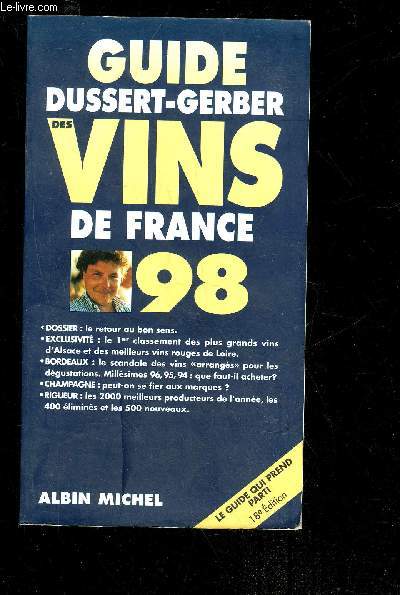 Le-livre.com
GUIDE
DUSSERT-GERBER
DES
VINS
DE FRANCE
98
• DOSSIER : le retour au bon sens.
• EXCLUSIVITÉ : le 1er classement des plus grands vins
d'Alsace et des meilleurs vins rouges de Loire.
• BORDEAUX : le scandale des vins «arrangés» pour les
dégustations. Millésimes 96, 95, 94 : que faut-il acheter?
• CHAMPAGNE : peut-on se fier aux marques ?
• RIGUEUR : les 2000 meilleurs producteurs de l'année, les
400 éliminés et les 500 nouveaux.
LE GUIDE QUI PREND
PARTI
18e Édition
ALBIN MICHEL